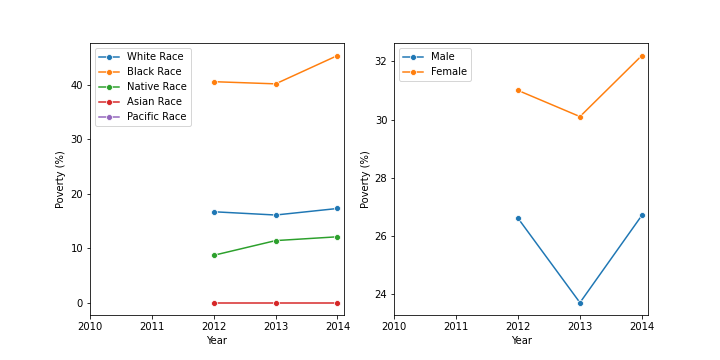 White Race
Black Race
Native Race
Asian Race
Pacific Race
Poverty (%)
40
30
20
10
0
2010 2011 2012 2013 2014
Year
Male
Female
Poverty (%)
32
30
28
26
24
2010 2011 2012 2013 2014
Year